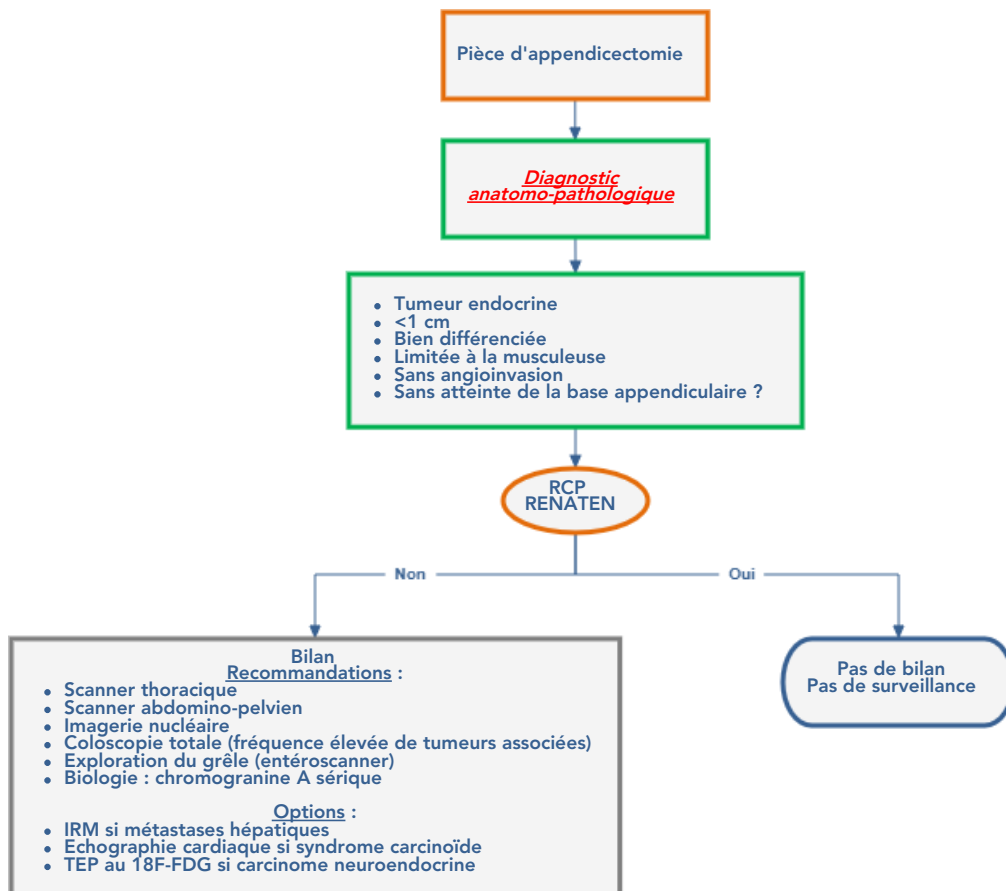 Pièce d'appendicectomie
Diagnostic
anatomo-pathologique
• Tumeur endocrine
• <1 cm
• Bien différenciée
• Limitée à la musculeuse
• Sans angioinvasion
• Sans atteinte de la base appendiculaire ?
RCP
RENATEN
Non
Oui
Bilan
Recommandations :
• Scanner thoracique
• Scanner abdomino-pelvien
• Imagerie nucléaire
• Coloscopie totale (fréquence élevée de tumeurs associées)
• Exploration du grêle (entéroscanner)
• Biologie : chromogranine A sérique
Options :
• IRM si métastases hépatiques
• Echographie cardiaque si syndrome carcinoïde
• TEP au 18F-FDG si carcinome neuroendocrine
Pas de bilan
Pas de surveillance